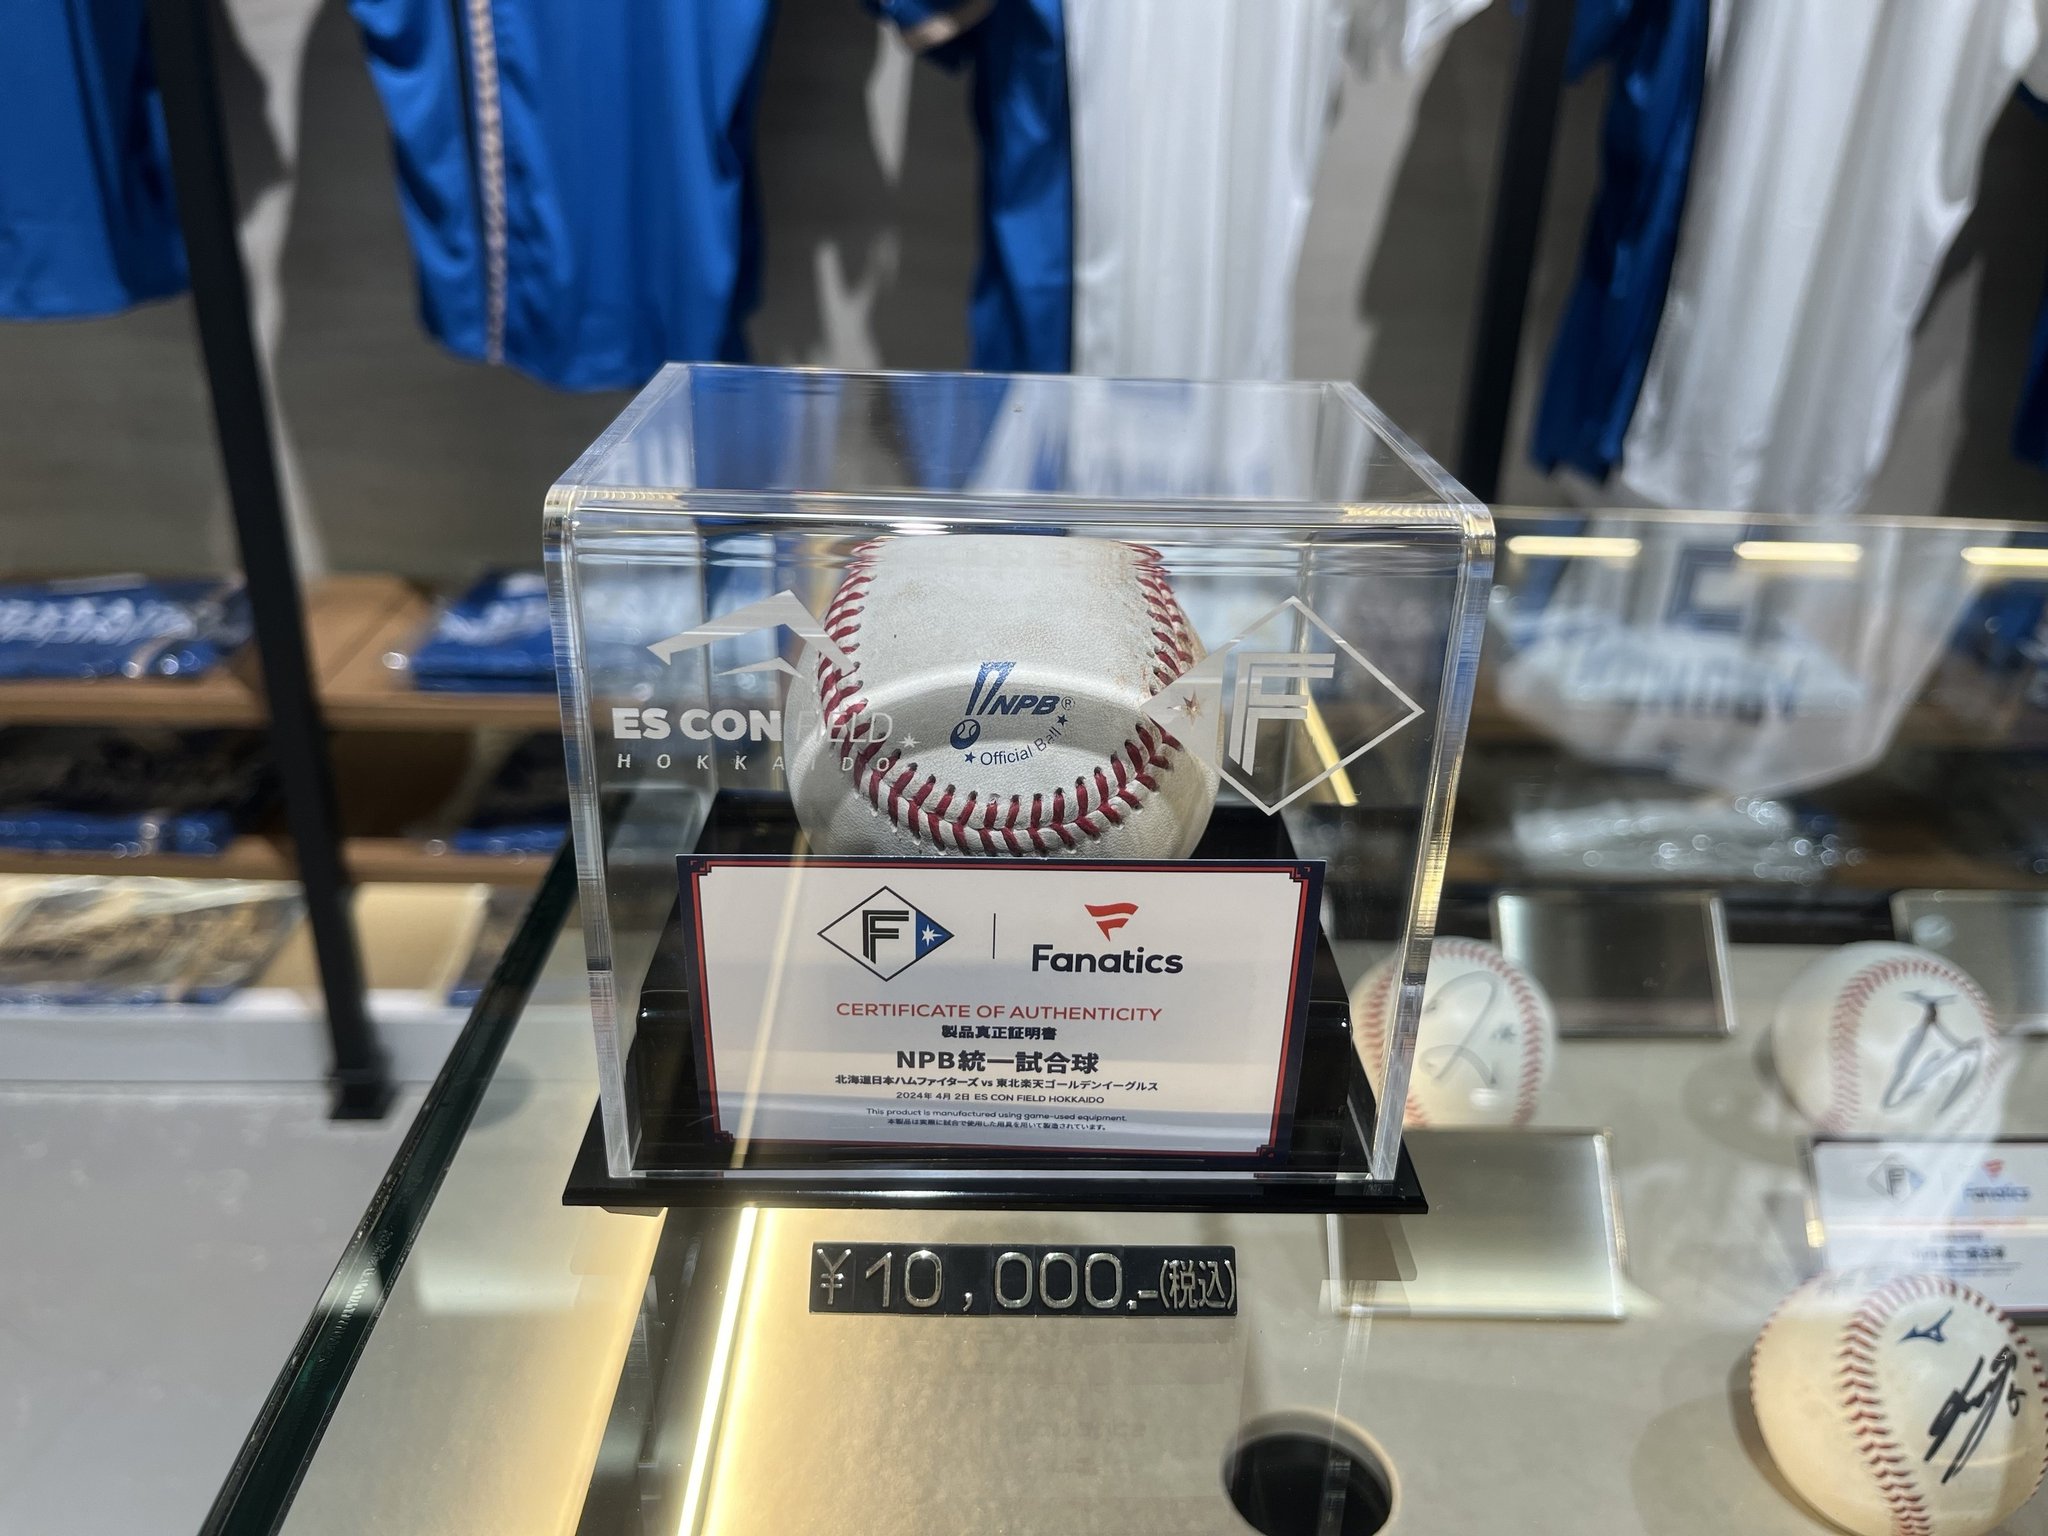 ES CON FIELD
HOKKAIDO
NPB®
Official Ball
F
F
Fanatics
CERTIFICATE OF AUTHENTICITY
製品真正証明書
NPB統一試合球
北海道日本ハムファイターズ vs 東北楽天ゴールデンイーグルス
2024年 4月 2日 ES CON FIELD HOKKAIDO
This product is manufactured using game-used equipment.
本製品は実際に試合で使用した用具を用いて製造されています。
¥10,000.-(税込)
Fanatics